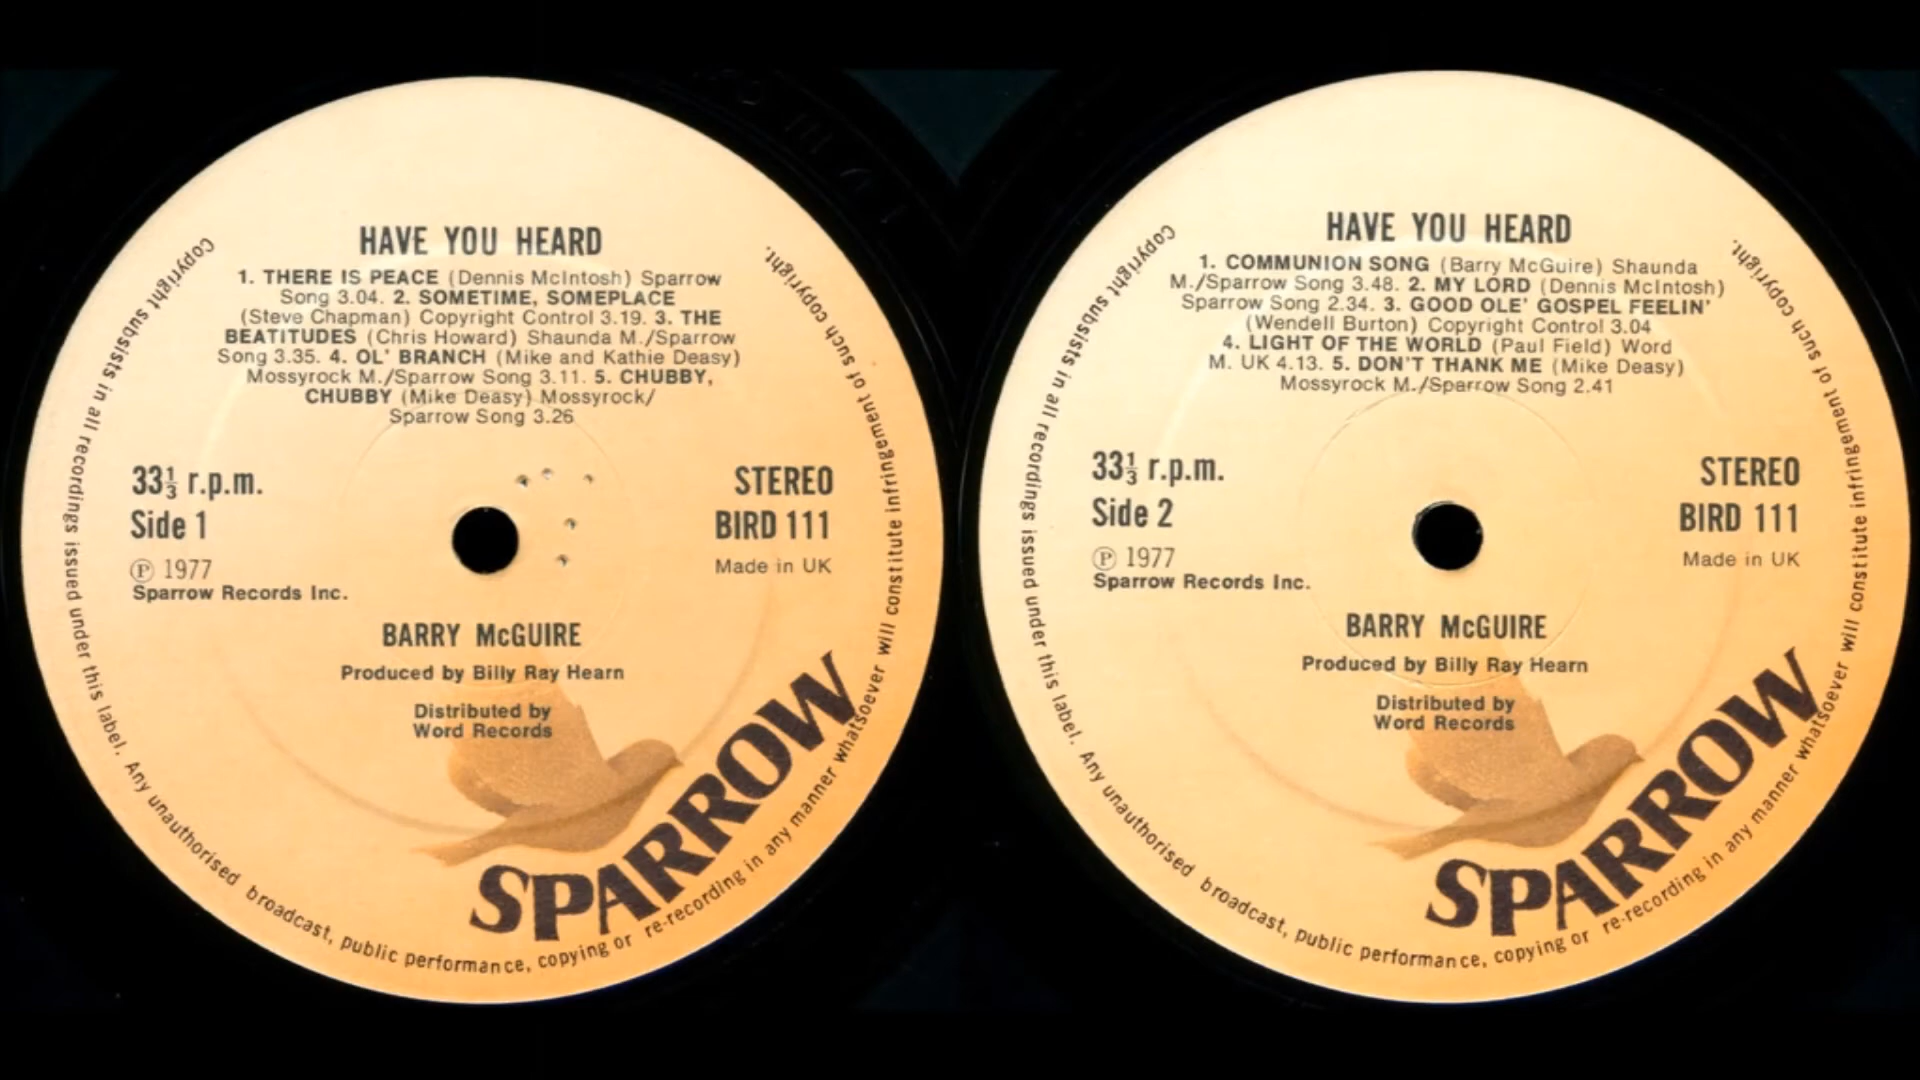 HAVE YOU HEARD
1. THERE IS PEACE (Dennis McIntosh) Sparrow
Song 3.04. 2. SOMETIME, SOMEPLACE
(Steve Chapman) Copyright Control 3.19. 3. THE
BEATITUDES (Chris Howard) Shaunda M./Sparrow
Song 3.35. 4. OL' BRANCH (Mike and Kathie Deasy)
Mossyrock M./Sparrow Song 3.11. 5. CHUBBY,
CHUBBY (Mike Deasy) Mossyrock/
Sparrow Song 3.26
33⅓ r.p.m.
Side 1
℗ 1977
Sparrow Records Inc.
STEREO
BIRD 111
Made in UK
BARRY McGUIRE
Produced by Billy Ray Hearn
Distributed by
Word Records
SPARROW
Copyright subsists in all recordings issued under this label. Any unauthorised broadcast, public performance, copying or re-recording in any manner whatsoever will constitute infringement of such copyright.
HAVE YOU HEARD
1. COMMUNION SONG (Barry McGuire) Shaunda
M./Sparrow Song 3.48. 2. MY LORD (Dennis McIntosh)
Sparrow Song 2.34. 3. GOOD OLE' GOSPEL FEELIN'
(Wendell Burton) Copyright Control 3.04
4. LIGHT OF THE WORLD (Paul Field) Word
M. UK 4.13. 5. DON'T THANK ME (Mike Deasy)
Mossyrock M./Sparrow Song 2.41
33⅓ r.p.m.
Side 2
℗ 1977
Sparrow Records Inc.
STEREO
BIRD 111
Made in UK
BARRY McGUIRE
Produced by Billy Ray Hearn
Distributed by
Word Records
SPARROW
Copyright subsists in all recordings issued under this label. Any unauthorised broadcast, public performance, copying or re-recording in any manner whatsoever will constitute infringement of such copyright.